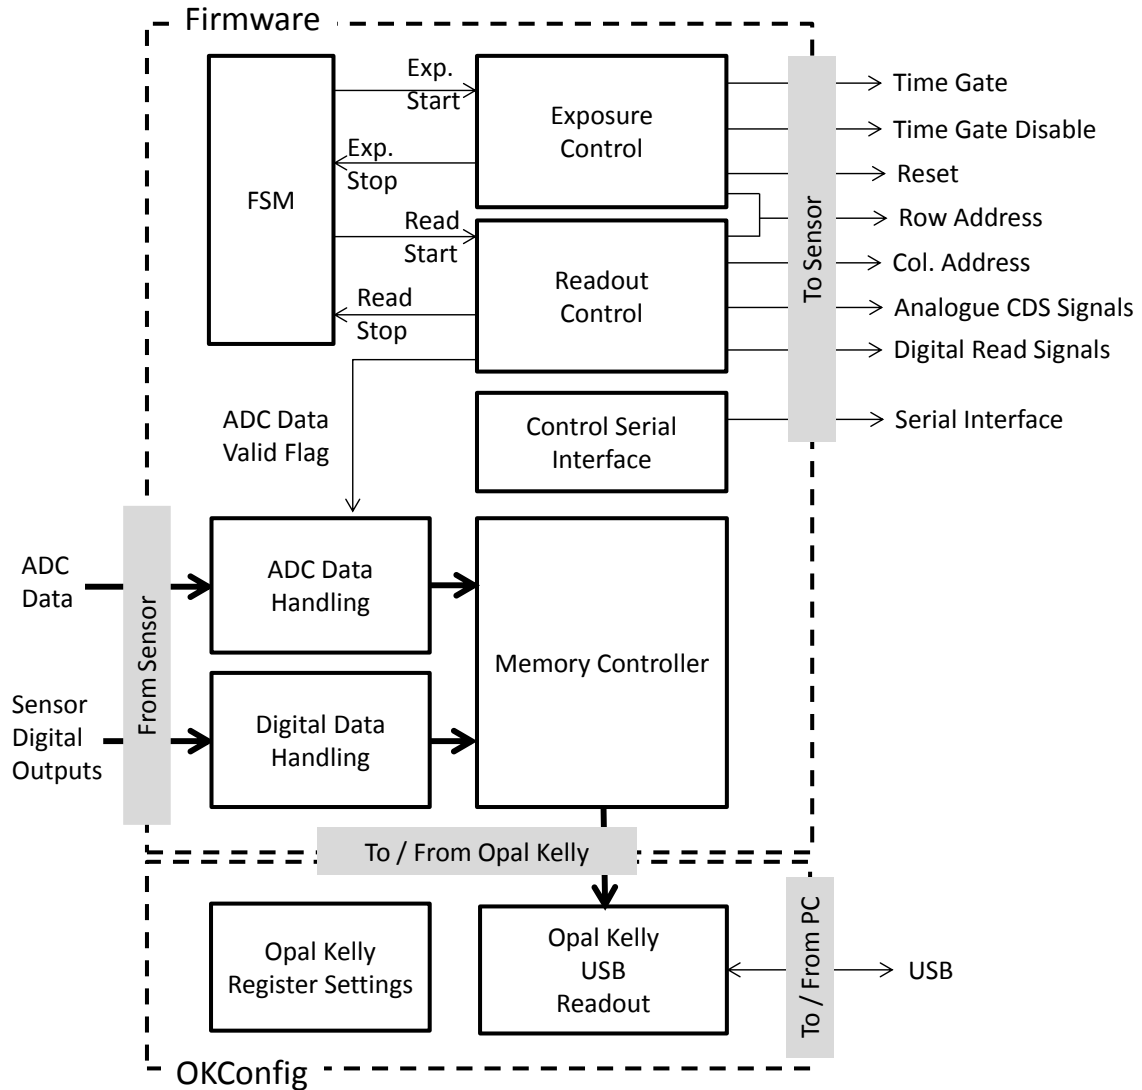 Firmware
Exp.
Start
Exp.
Stop
FSM
Read
Start
Read
Stop
Exposure
Control
Readout
Control
To Sensor
Time Gate
Time Gate Disable
Reset
Row Address
Col. Address
Analogue CDS Signals
Digital Read Signals
Serial Interface
ADC Data
Valid Flag
Control Serial
Interface
ADC
Data
From Sensor
ADC Data
Handling
Memory Controller
Sensor
Digital
Outputs
Digital Data
Handling
To / From Opal Kelly
Opal Kelly
Register Settings
Opal Kelly
USB
Readout
To / From PC
USB
OKConfig